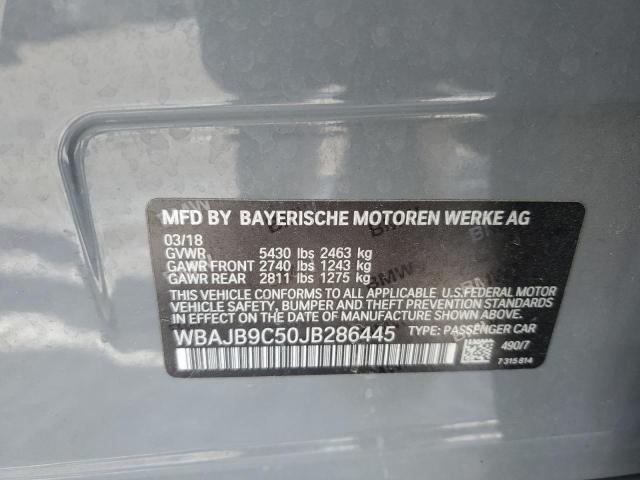 MFD BY BAYERISCHE MOTOREN WERKE AG
03/18
GVWR 5430 lbs 2463 kg
GAWR FRONT 2740 lbs 1243 kg
GAWR REAR 2811 lbs 1275 kg
THIS VEHICLE CONFORMS TO ALL APPLICABLE U.S.FEDERAL MOTOR
VEHICLE SAFETY, BUMPER AND THEFT PREVENTION STANDARDS
IN EFFECT ON THE DATE OF MANUFACTURE SHOWN ABOVE.
WBAJB9C50JB286445 TYPE: PASSENGER CAR
490/7
7 315 814